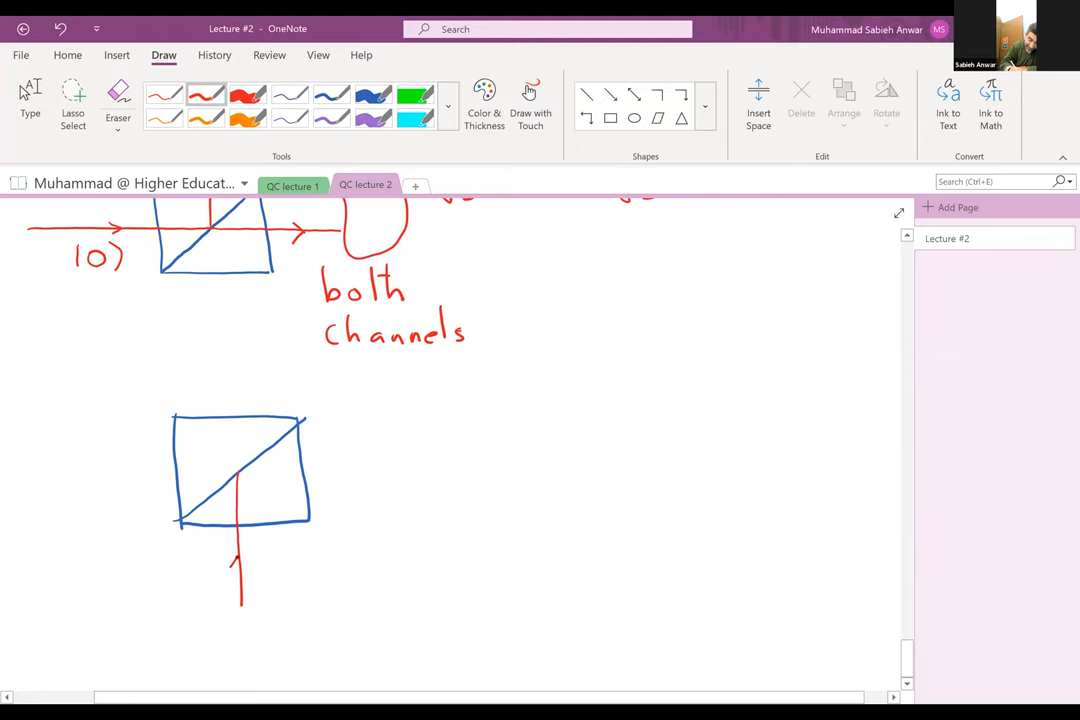 Lecture #2 - OneNote
Search
Muhammad Sabieh Anwar
MS
Sabieh Anwar
File
Home
Insert
Draw
History
Review
View
Help
Type
Lasso
Select
Eraser
Color &
Thickness
Draw with
Touch
Insert
Space
Delete
Arrange
Rotate
Ink to
Text
Ink to
Math
Tools
Shapes
Edit
Convert
Muhammad @ Higher Educat...
QC lecture 1
QC lecture 2
Search (Ctrl+E)
Add Page
Lecture #2
|0⟩
both
channels